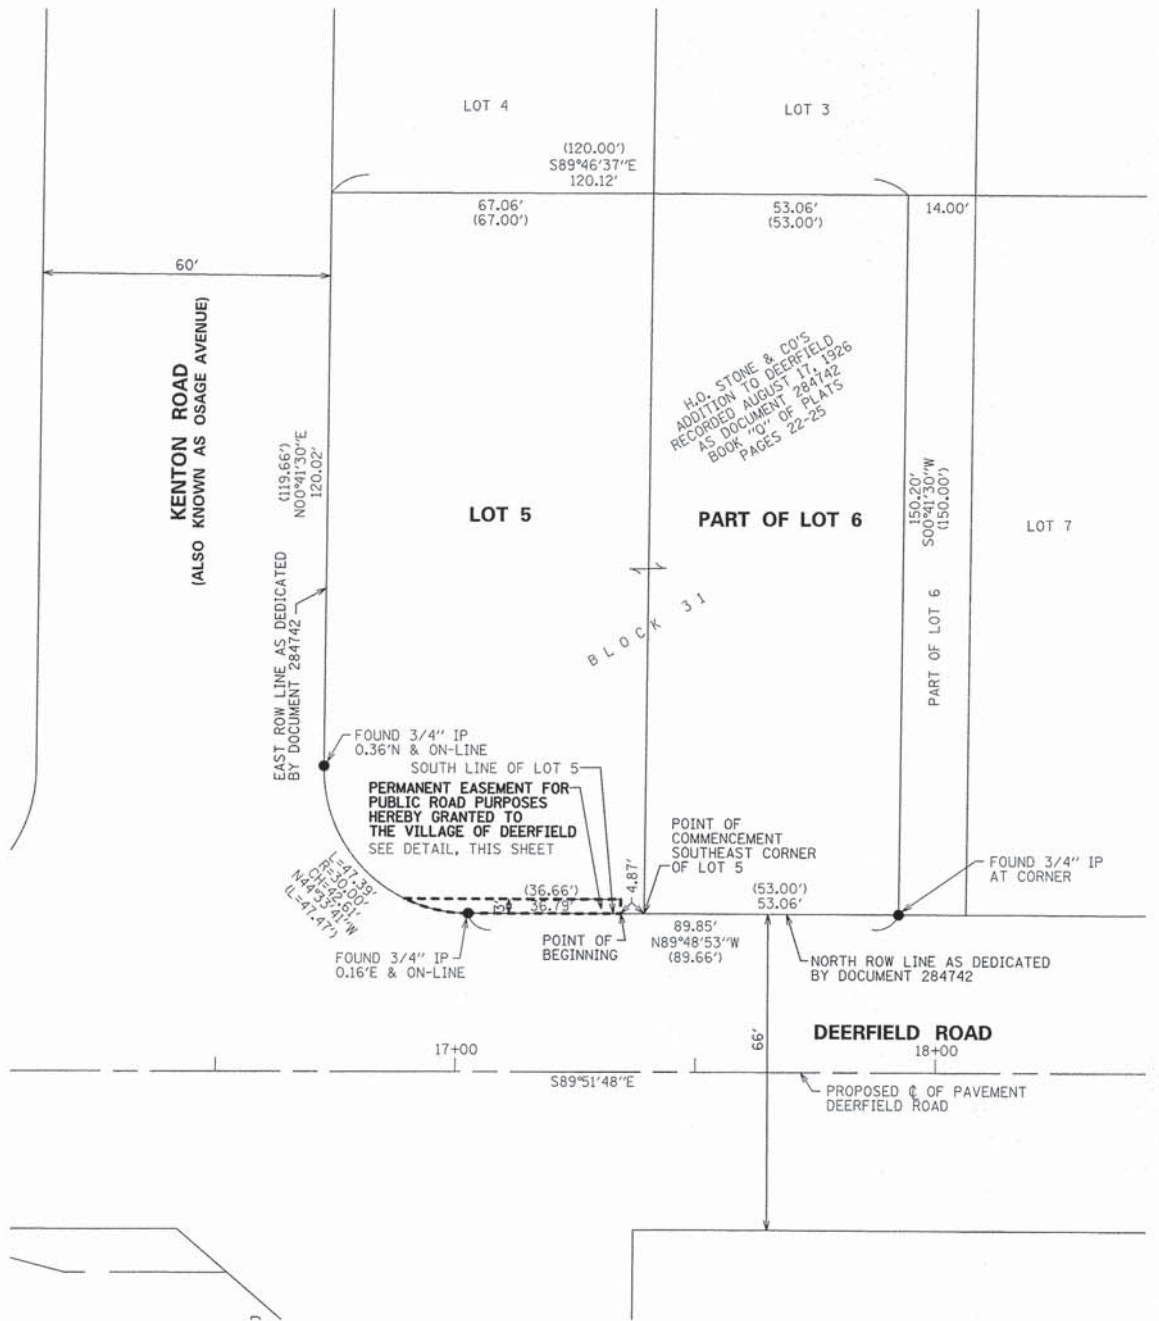 LOT 4
LOT 3
(120.00')
S89°46'37"E
120.12'
67.06'
(67.00')
53.06'
(53.00')
14.00'
60'
KENTON ROAD
(ALSO KNOWN AS OSAGE AVENUE)
H.O. STONE & CO'S
ADDITION TO DEERFIELD
RECORDED AUGUST 17, 1926
AS DOCUMENT 284742
BOOK "Q" OF PLATS
PAGES 22-25
(119.66')
N00°41'30"E
120.02'
LOT 5
PART OF LOT 6
150.20'
S00°41'30"W
(150.00')
LOT 7
EAST ROW LINE AS DEDICATED
BY DOCUMENT 284742
BLOCK 31
PART OF LOT 6
FOUND 3/4" IP
0.36'N & ON-LINE
SOUTH LINE OF LOT 5
PERMANENT EASEMENT FOR
PUBLIC ROAD PURPOSES
HEREBY GRANTED TO
THE VILLAGE OF DEERFIELD
SEE DETAIL, THIS SHEET
POINT OF
COMMENCEMENT
SOUTHEAST CORNER
OF LOT 5
FOUND 3/4" IP
AT CORNER
L=47.39'
R=30.00'
CH=42.61'
N44°33'41"W
(L=47.47')
(36.66')
36.79'
3'
4.87'
(53.00')
53.06'
POINT OF
BEGINNING
89.85'
N89°48'53"W
(89.66')
FOUND 3/4" IP
0.16'E & ON-LINE
NORTH ROW LINE AS DEDICATED
BY DOCUMENT 284742
66'
DEERFIELD ROAD
17+00
18+00
S89°51'48"E
PROPOSED ℄ OF PAVEMENT
DEERFIELD ROAD